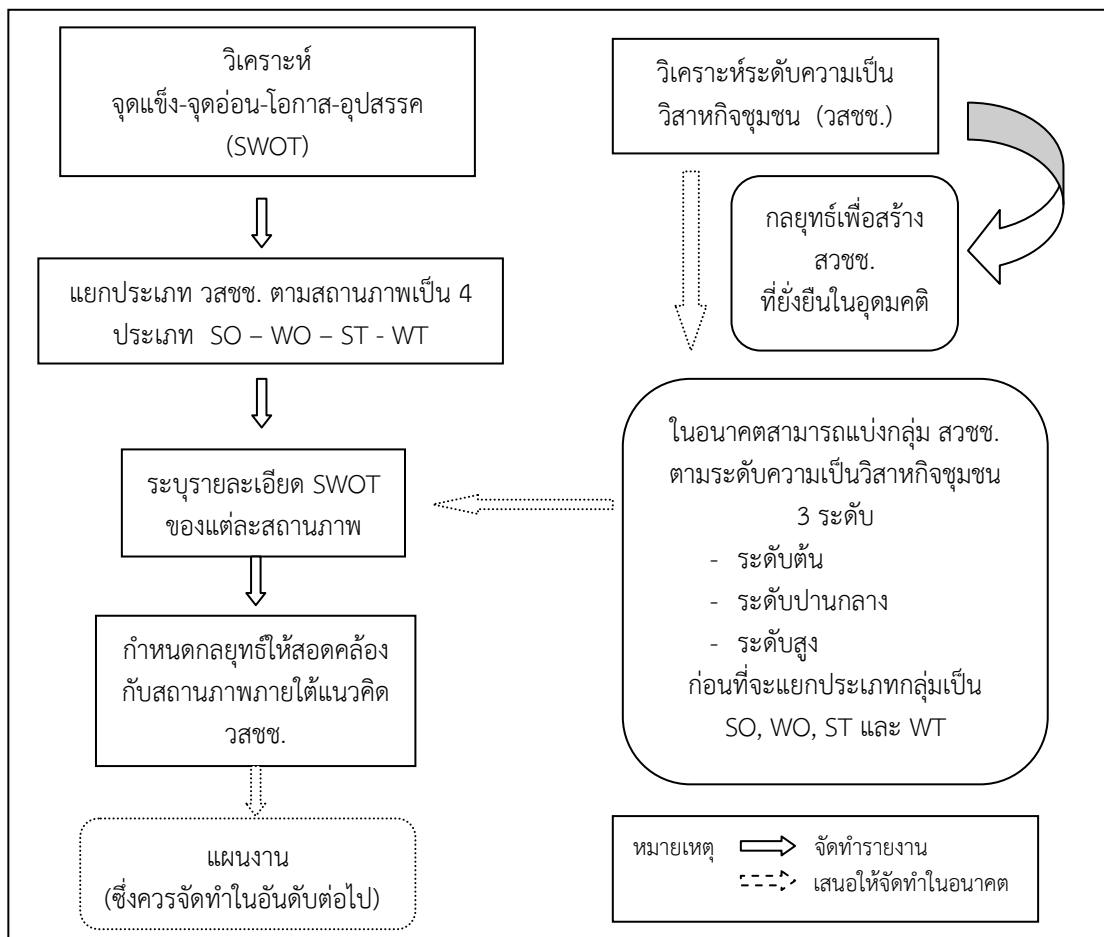 วิเคราะห์
จุดแข็ง-จุดอ่อน-โอกาส-อุปสรรค
(SWOT)
แยกประเภท วสชช. ตามสถานภาพเป็น 4
ประเภท SO – WO – ST - WT
ระบุรายละเอียด SWOT
ของแต่ละสถานภาพ
กำหนดกลยุทธ์ให้สอดคล้อง
กับสถานภาพภายใต้แนวคิด
วสชช.
แผนงาน
(ซึ่งควรจัดทำในอันดับต่อไป)
วิเคราะห์ระดับความเป็น
วิสาหกิจชุมชน (วสชช.)
กลยุทธ์เพื่อสร้าง
สวชช.
ที่ยั่งยืนในอุดมคติ
ในอนาคตสามารถแบ่งกลุ่ม สวชช.
ตามระดับความเป็นวิสาหกิจชุมชน
3 ระดับ
- ระดับต้น
- ระดับปานกลาง
- ระดับสูง
ก่อนที่จะแยกประเภทกลุ่มเป็น
SO, WO, ST และ WT
หมายเหตุ จัดทำรายงาน
เสนอให้จัดทำในอนาคต